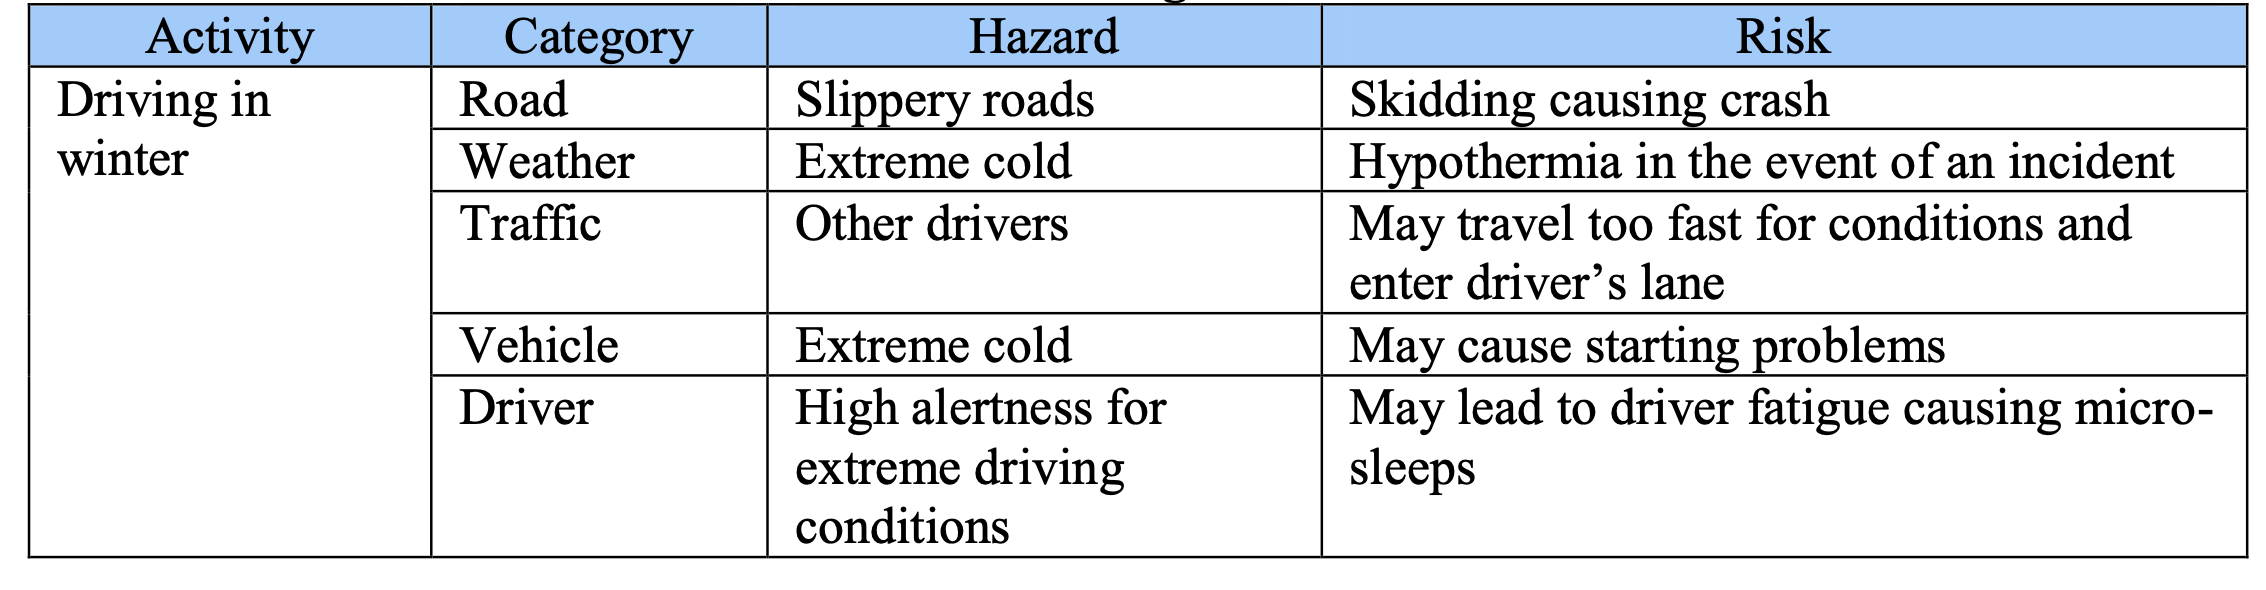 Activity Category Hazard Risk
Driving in winter Road Slippery roads Skidding causing crash
Weather Extreme cold Hypothermia in the event of an incident
Traffic Other drivers May travel too fast for conditions and
enter driver’s lane
Vehicle Extreme cold May cause starting problems
Driver High alertness for
extreme driving
conditions
May lead to driver fatigue causing micro-
sleeps